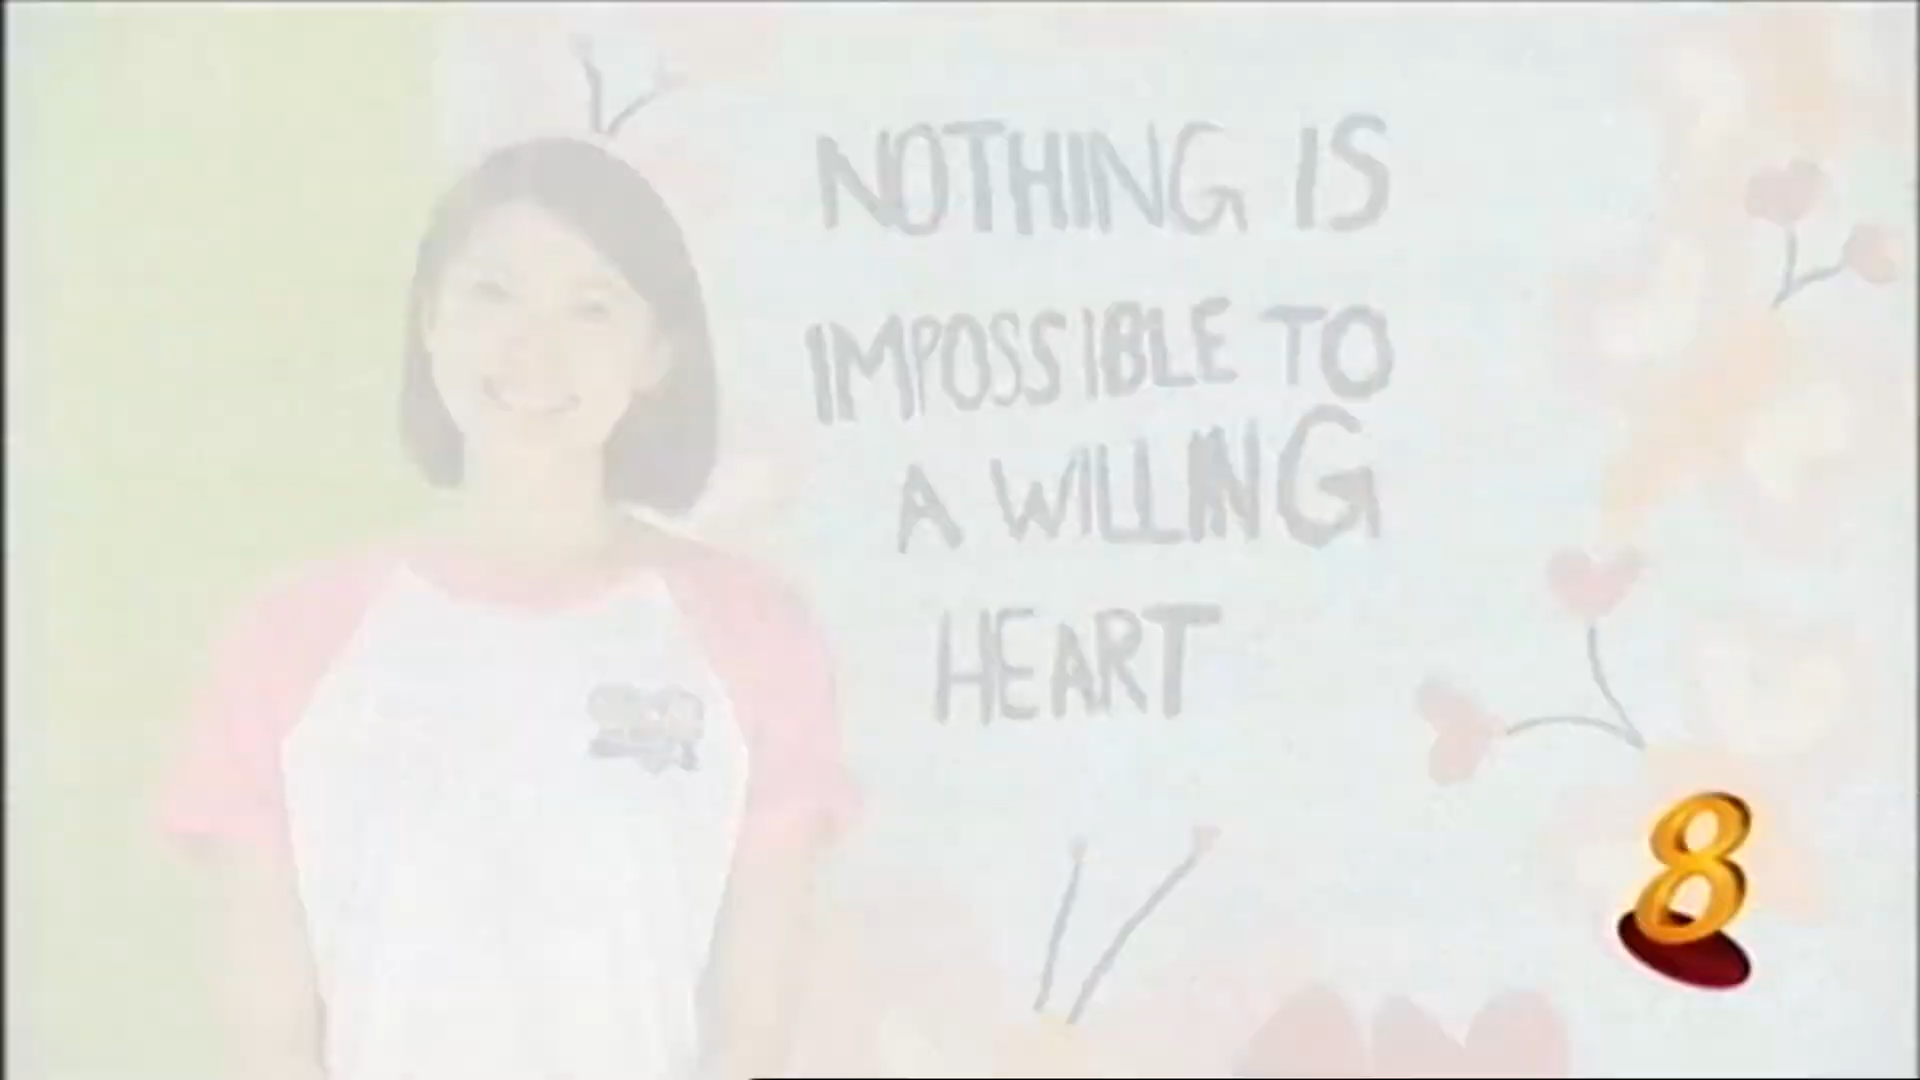 NOTHING IS
IMPOSSIBLE TO
A WILLING
HEART
8